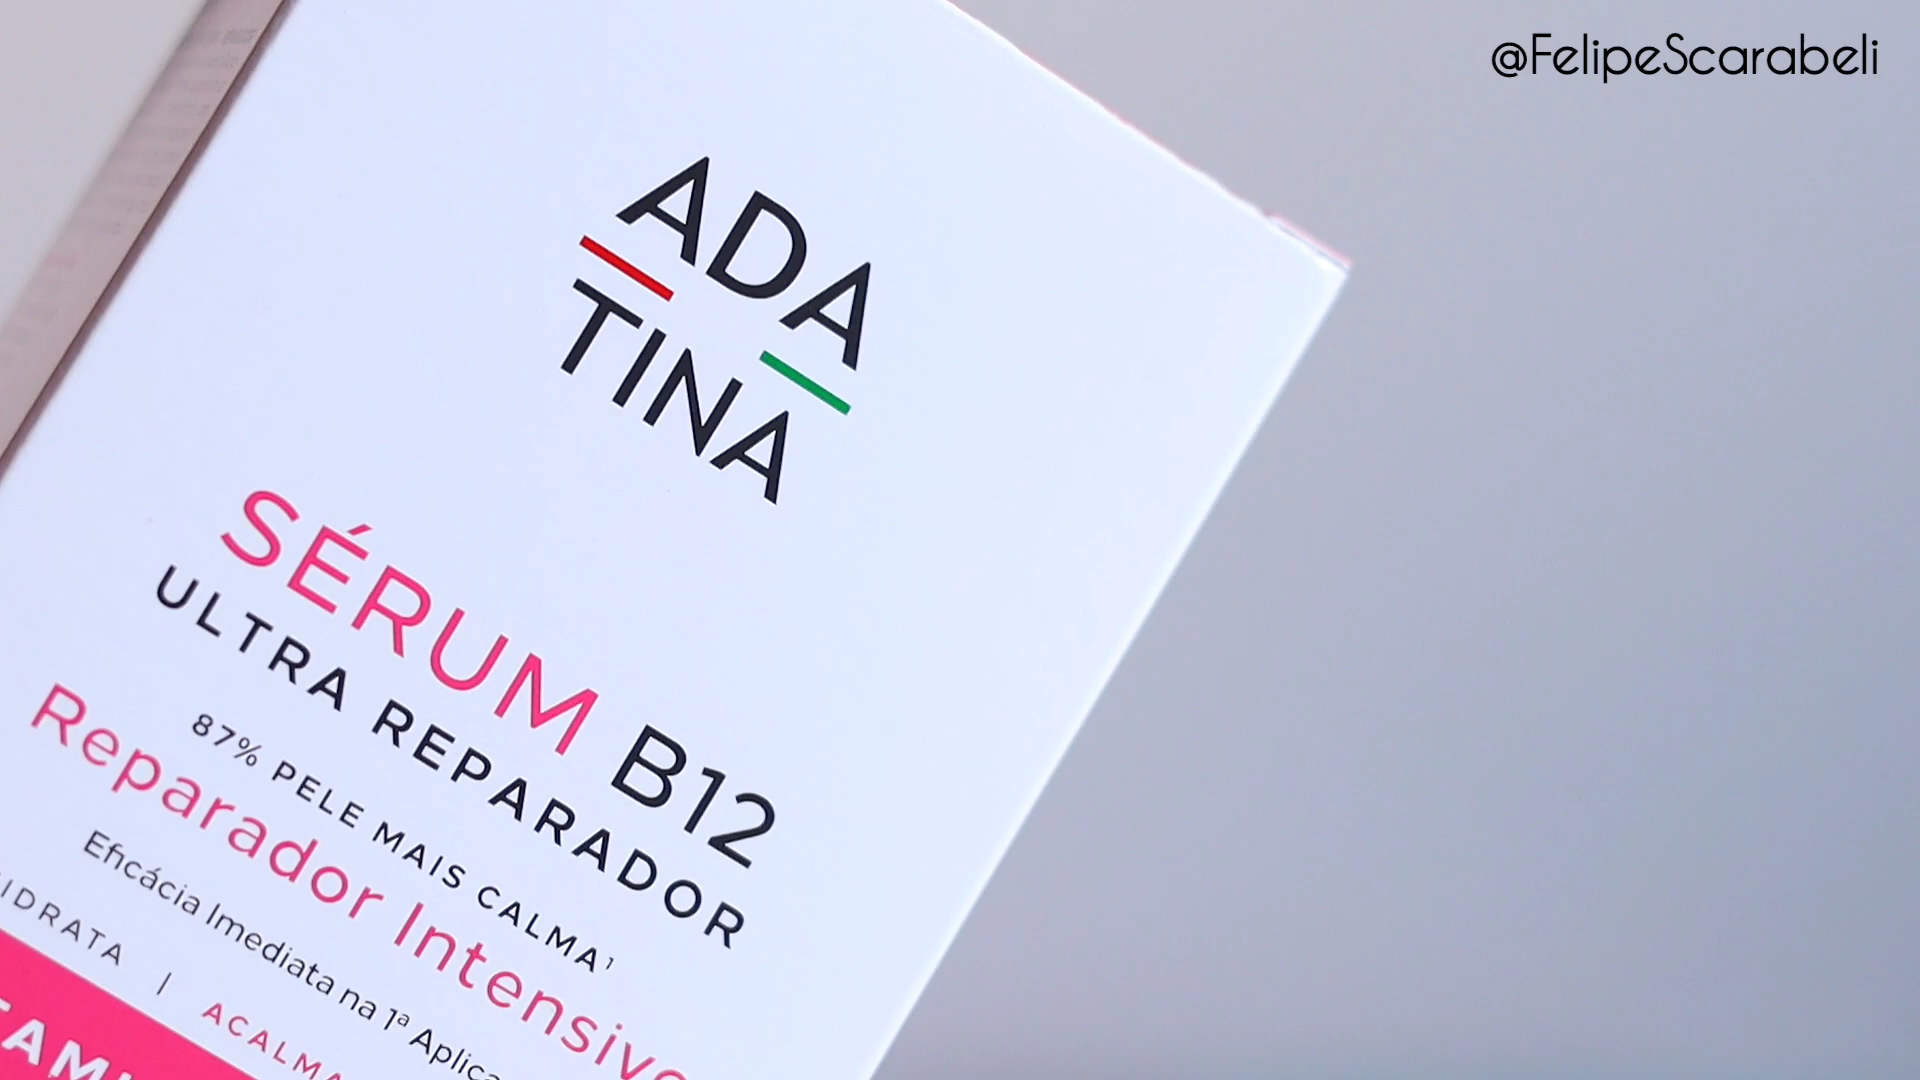 @FelipeScarabeli
ADA
TINA
SÉRUM B12
ULTRA REPARADOR
87% PELE MAIS CALMA¹
Reparador Intensivo
Eficácia Imediata na 1ª
IDRATA | ACALMA